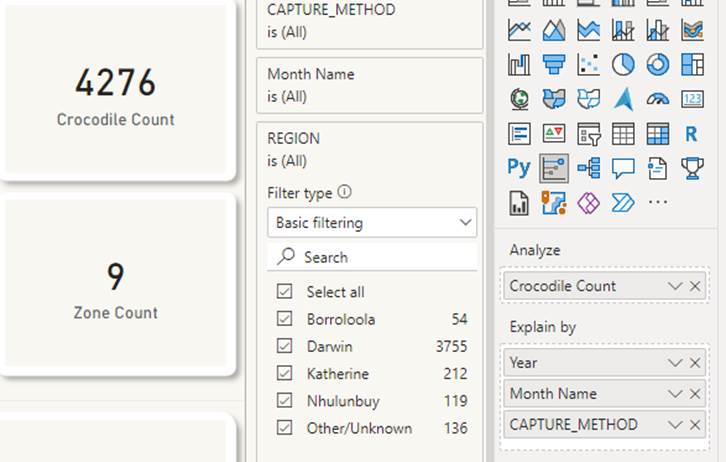 4276
Crocodile Count
9
Zone Count
CAPTURE_METHOD
is (All)
Month Name
is (All)
REGION
is (All)
Filter type
Basic filtering
Search
Select all
Borroloola 54
Darwin 3755
Katherine 212
Nhulunbuy 119
Other/Unknown 136
123
R
Py
...
Analyze
Crocodile Count
Explain by
Year
Month Name
CAPTURE_METHOD